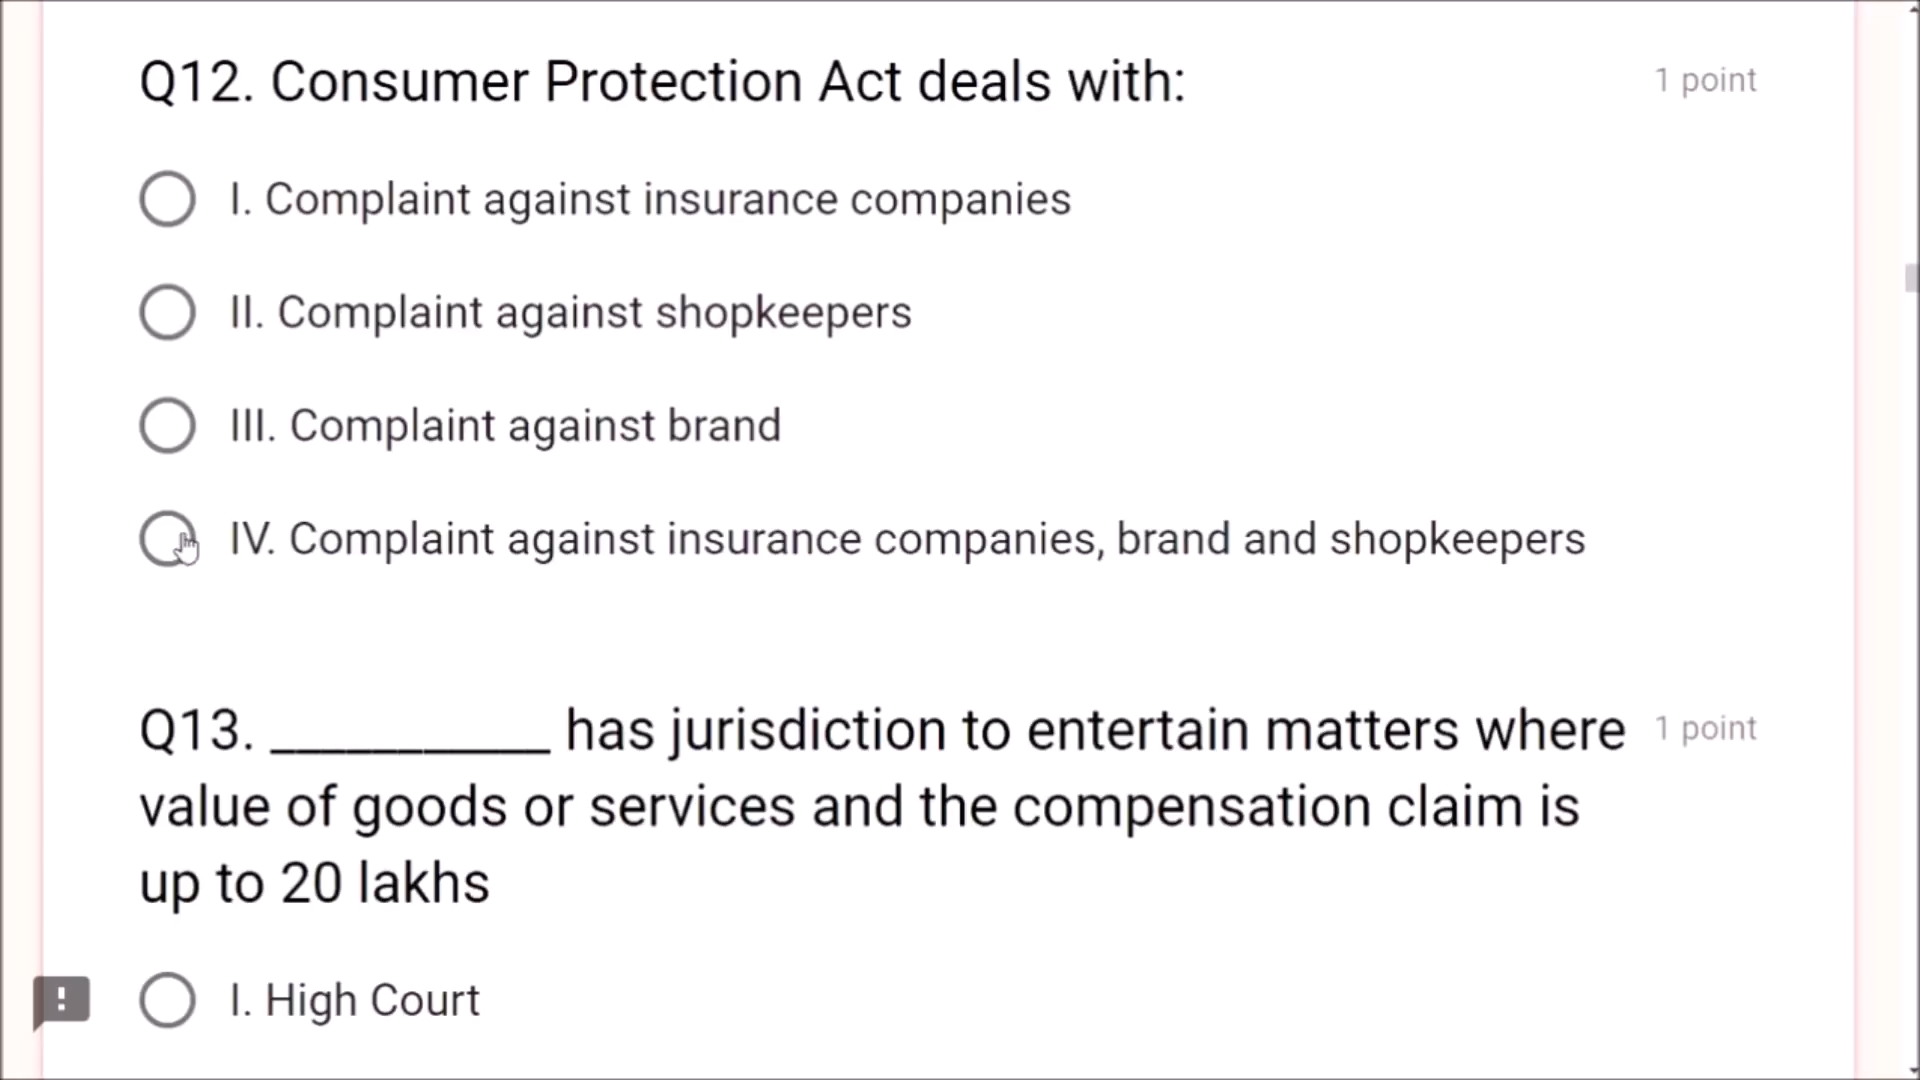 Q12. Consumer Protection Act deals with:
1 point
I. Complaint against insurance companies
II. Complaint against shopkeepers
III. Complaint against brand
IV. Complaint against insurance companies, brand and shopkeepers
Q13. ___________ has jurisdiction to entertain matters where
1 point
value of goods or services and the compensation claim is
up to 20 lakhs
I. High Court